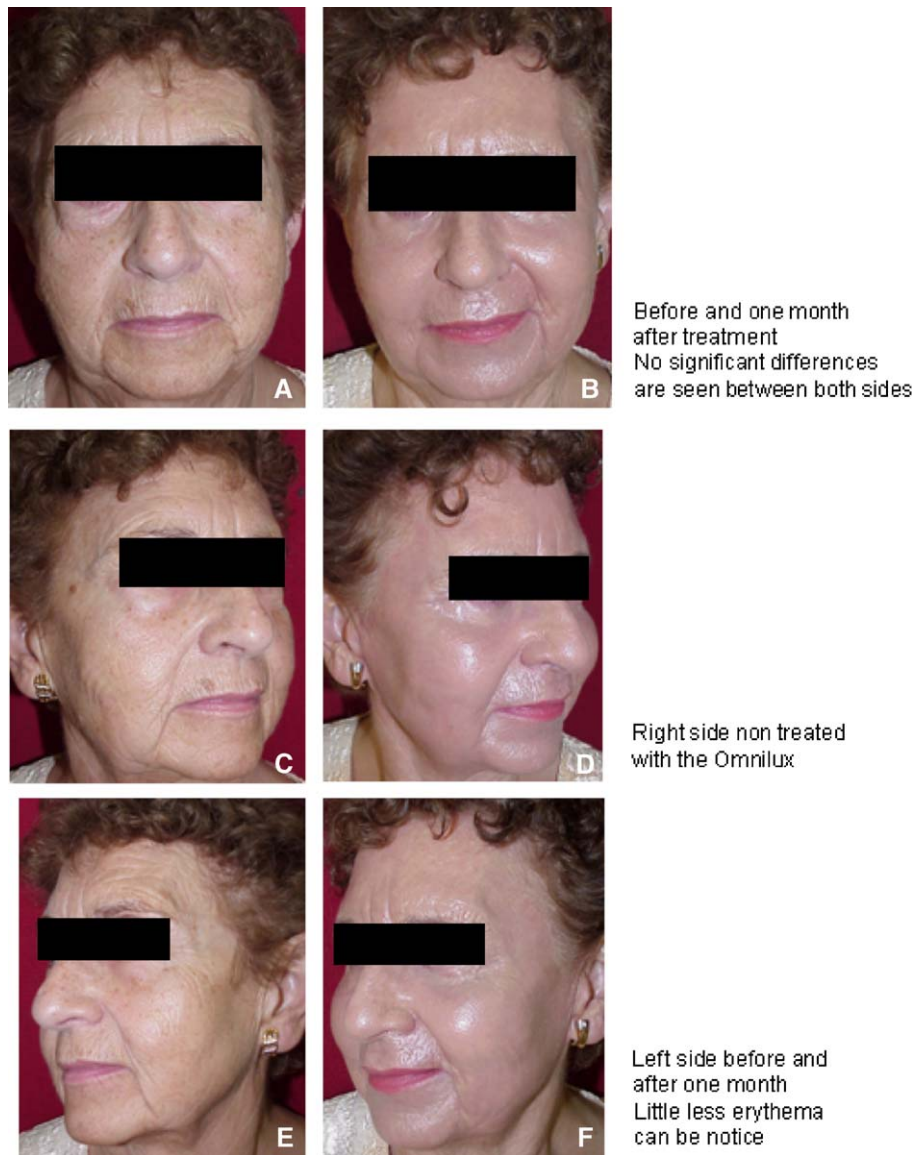 A
B
Before and one month
after treatment
No significant differences
are seen between both sides
C
D
Right side non treated
with the Omnilux
E
F
Left side before and
after one month
Little less erythema
can be notice